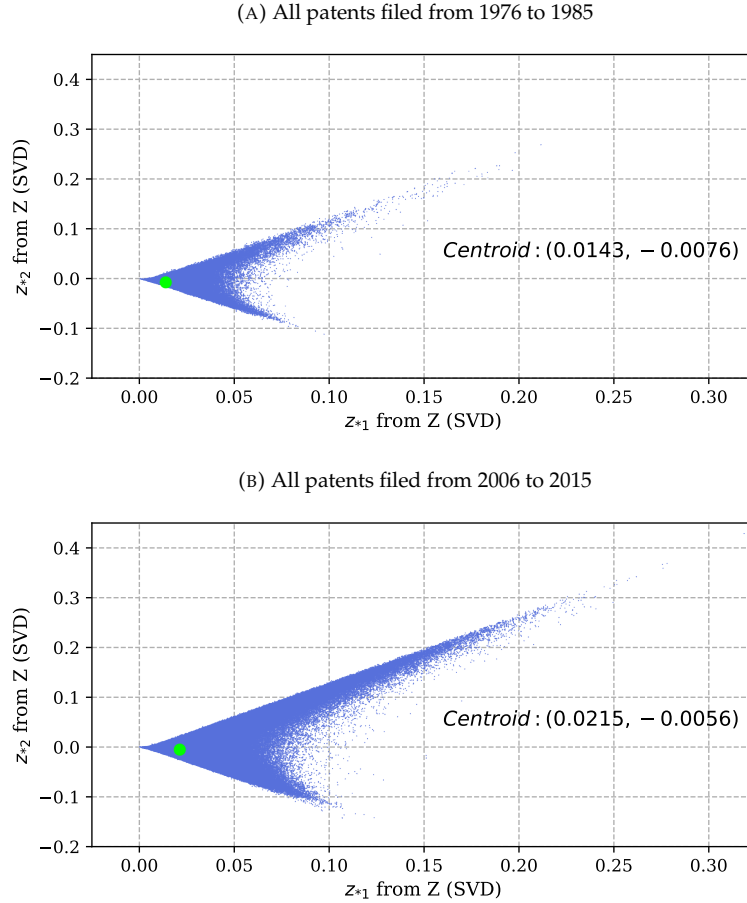 (A) All patents filed from 1976 to 1985
0.4
0.3
0.2
0.1
0.0
−0.1
−0.2
z*2 from Z (SVD)
Centroid: (0.0143, −0.0076)
0.00 0.05 0.10 0.15 0.20 0.25 0.30
z*1 from Z (SVD)
(B) All patents filed from 2006 to 2015
0.4
0.3
0.2
0.1
0.0
−0.1
−0.2
z*2 from Z (SVD)
Centroid: (0.0215, −0.0056)
0.00 0.05 0.10 0.15 0.20 0.25 0.30
z*1 from Z (SVD)